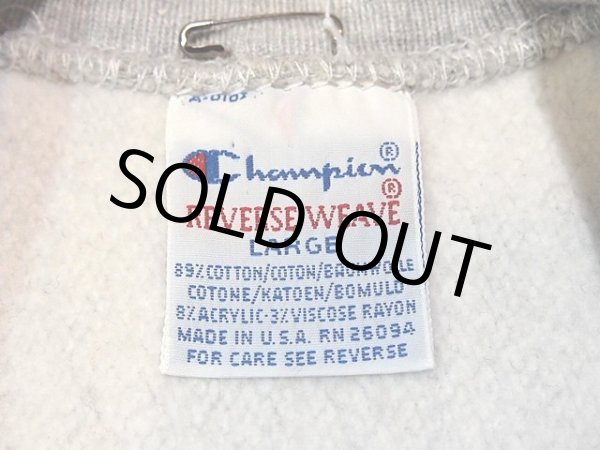 Champion®
REVERSE WEAVE®
SOLD OUT
LARGE
89% COTTON/COTON/BAUMWOLLE
COTONE/KATOEN/BOMULD
8% ACRYLIC-3% VISCOSE RAYON
MADE IN U.S.A. RN 26094
FOR CARE SEE REVERSE